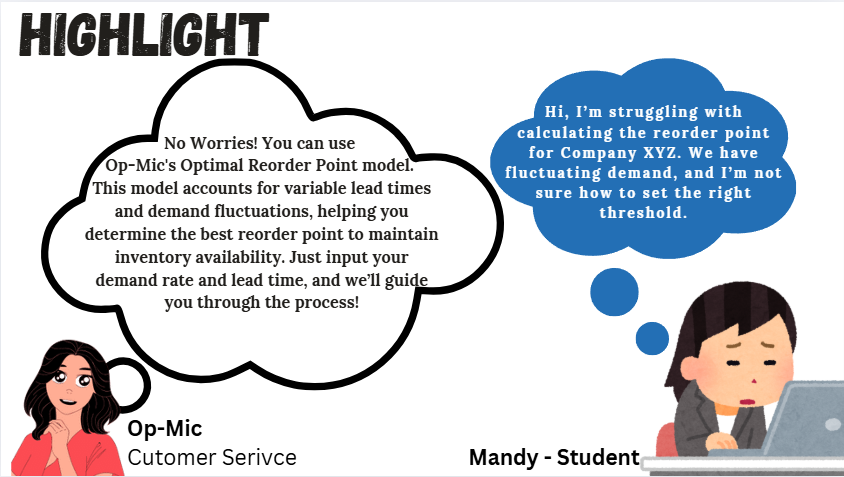 HIGHLIGHT
No Worries! You can use
Op-Mic's Optimal Reorder Point model.
This model accounts for variable lead times
and demand fluctuations, helping you
determine the best reorder point to maintain
inventory availability. Just input your
demand rate and lead time, and we'll guide
you through the process!
Hi, I'm struggling with
calculating the reorder point
for Company XYZ. We have
fluctuating demand, and I'm not
sure how to set the right
threshold.
Op-Mic
Cutomer Serivce
Mandy - Student